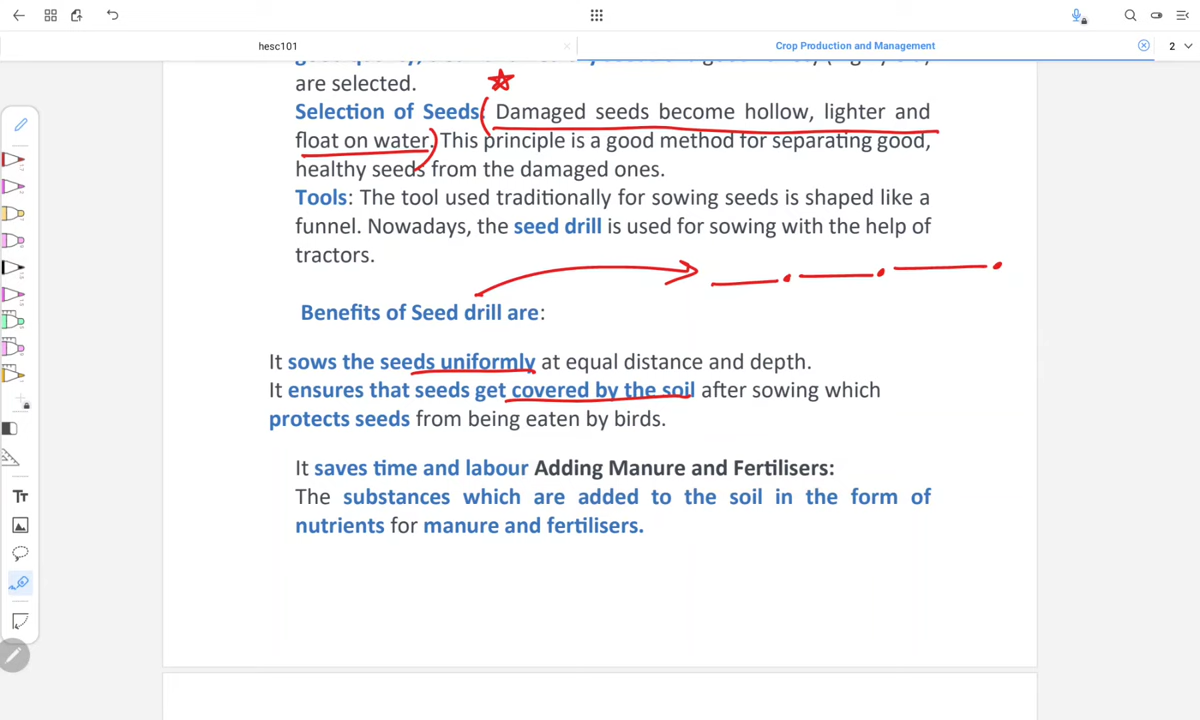 hesc101
Crop Production and Management
2
are selected.
Selection of Seeds: Damaged seeds become hollow, lighter and
float on water. This principle is a good method for separating good,
healthy seeds from the damaged ones.
Tools: The tool used traditionally for sowing seeds is shaped like a
funnel. Nowadays, the seed drill is used for sowing with the help of
tractors.
Benefits of Seed drill are:
It sows the seeds uniformly at equal distance and depth.
It ensures that seeds get covered by the soil after sowing which
protects seeds from being eaten by birds.
It saves time and labour Adding Manure and Fertilisers:
The substances which are added to the soil in the form of
nutrients for manure and fertilisers.
Tт